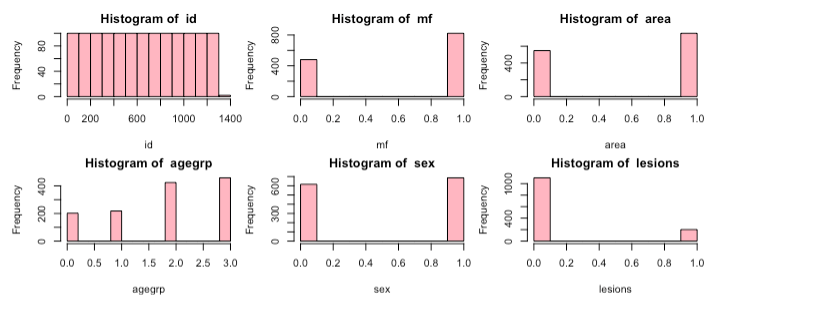 Histogram of id
Frequency
0 40 80
0 200 600 1000 1400
id
Histogram of mf
Frequency
0 400 800
0.0 0.2 0.4 0.6 0.8 1.0
mf
Histogram of area
Frequency
0 400
0.0 0.2 0.4 0.6 0.8 1.0
area
Histogram of agegrp
Frequency
0 200 400
0.0 0.5 1.0 1.5 2.0 2.5 3.0
agegrp
Histogram of sex
Frequency
0 300 600
0.0 0.2 0.4 0.6 0.8 1.0
sex
Histogram of lesions
Frequency
0 400 1000
0.0 0.2 0.4 0.6 0.8 1.0
lesions